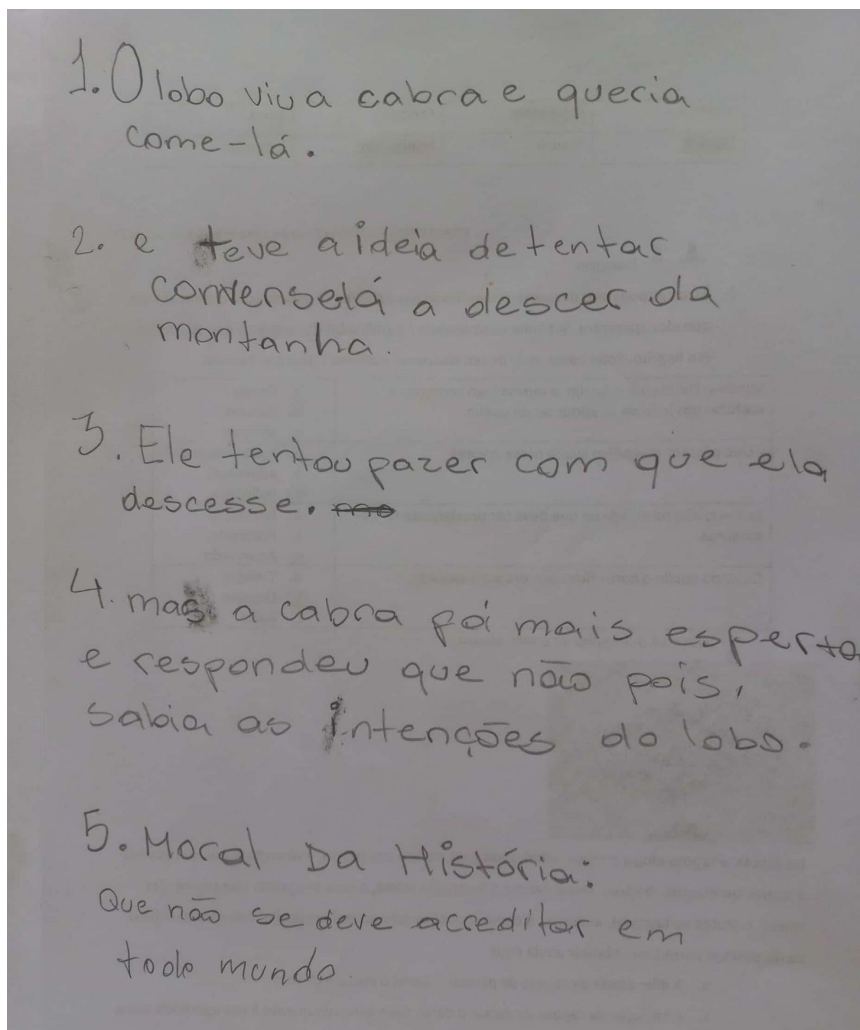 1. O lobo viu a cabra e queria
come-lá.
2. e teve a ideia de tentar
convenselá a descer da
montanha.
3. Ele tentou fazer com que ela
descesse.
4. mas a cabra foi mais esperta
e respondeu que não pois,
sabia as intenções do lobo.
5. Moral Da História:
Que não se deve acreditar em
todo mundo.